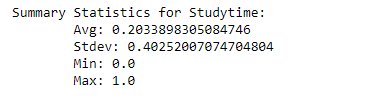 Summary Statistics for Studytime:
Avg: 0.2033898305084746
Stdev: 0.40252007074704804
Min: 0.0
Max: 1.0